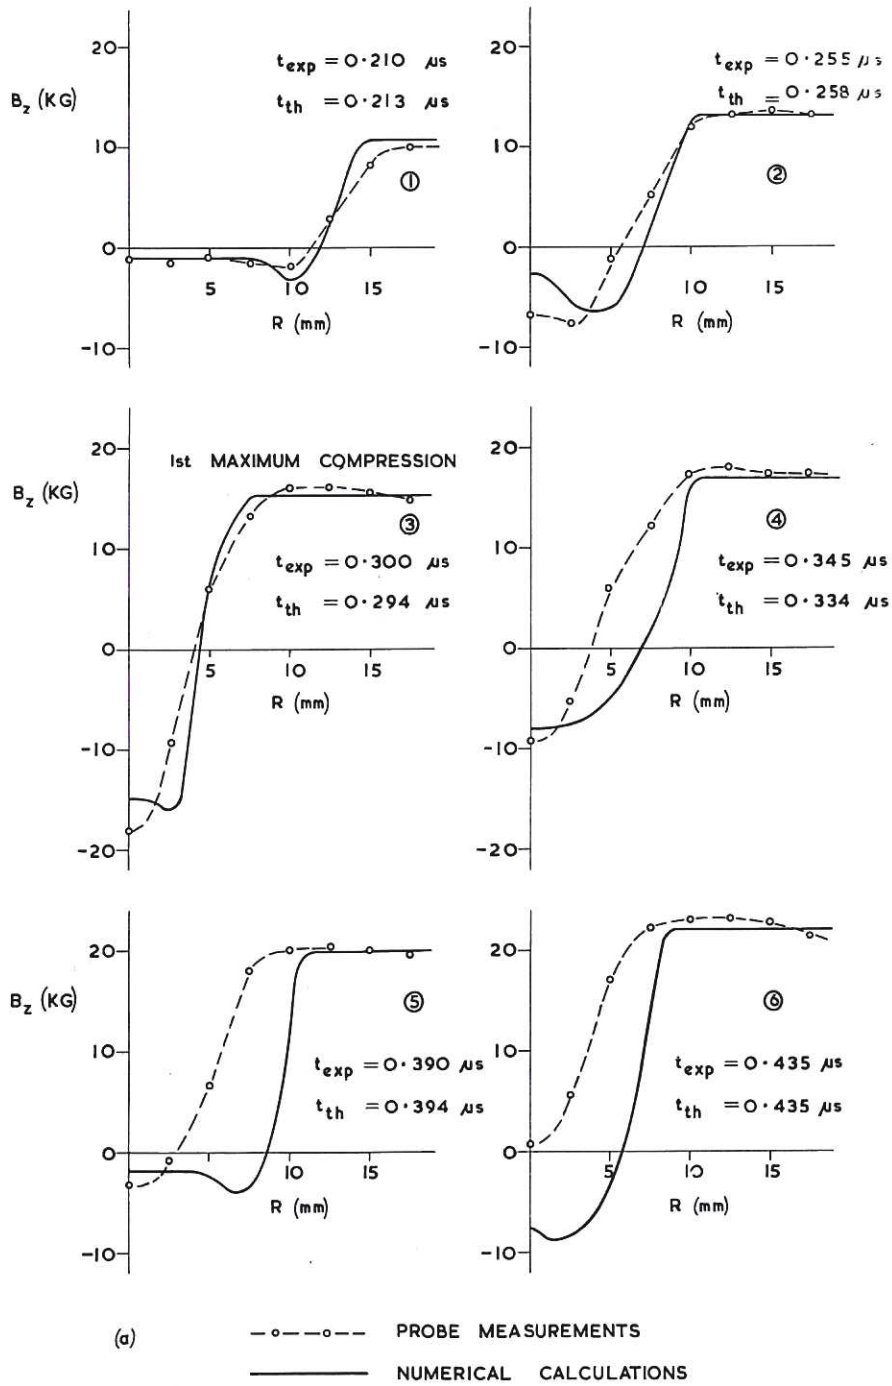 20
B_z (KG)
10
0
-10
5
10
15
R (mm)
t_exp = 0·210 μs
t_th = 0·213 μs
①
20
10
0
-10
5
10
15
R (mm)
t_exp = 0·255 μs
t_th = 0·258 μs
②
1st MAXIMUM COMPRESSION
20
B_z (KG)
10
0
-10
-20
5
10
15
R (mm)
③
t_exp = 0·300 μs
t_th = 0·294 μs
20
10
0
-10
-20
5
10
15
R (mm)
④
t_exp = 0·345 μs
t_th = 0·334 μs
20
B_z (KG)
10
0
-10
10
15
R (mm)
⑤
t_exp = 0·390 μs
t_th = 0·394 μs
20
10
0
-10
5
10
15
R (mm)
⑥
t_exp = 0·435 μs
t_th = 0·435 μs
(a)
PROBE MEASUREMENTS
NUMERICAL CALCULATIONS